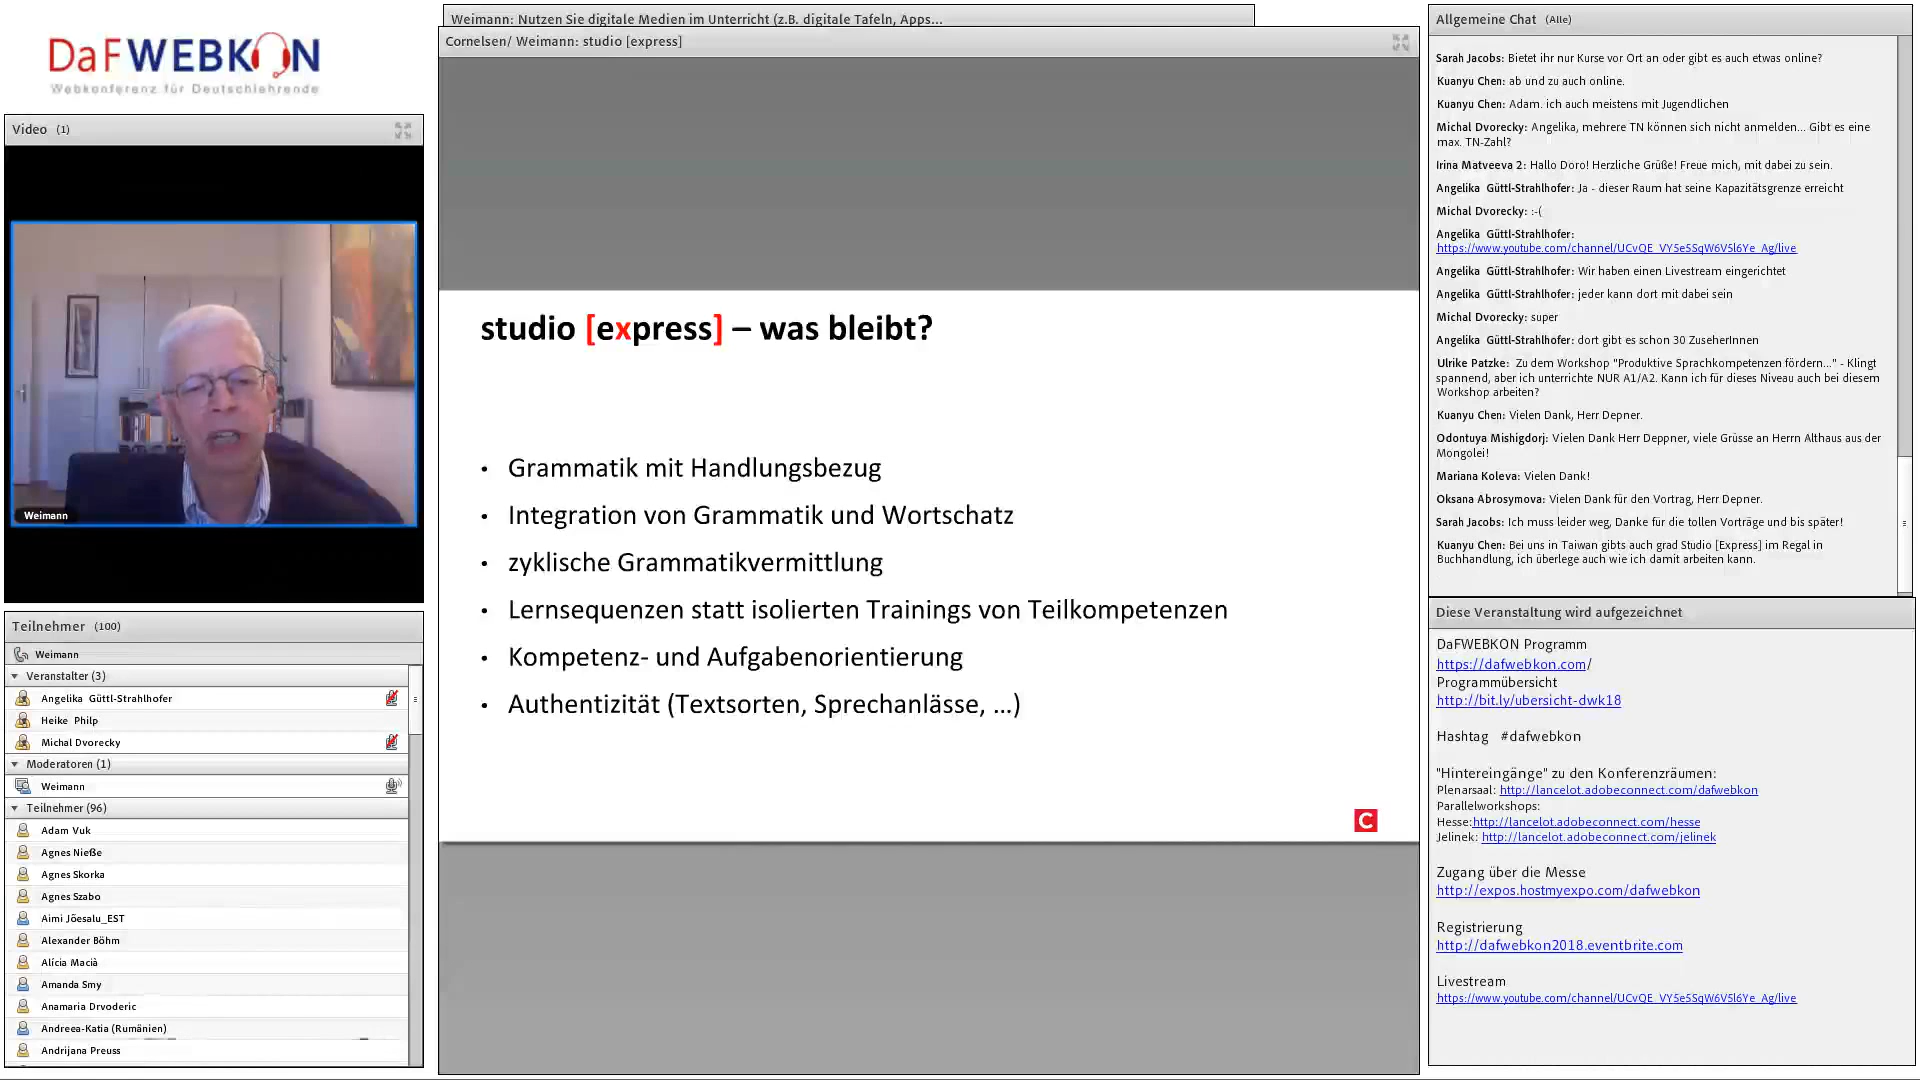 DaFWEBKON
Webkonferenz für Deutschlehrende
Video (1)
Weimann
Teilnehmer (100)
Weimann
Veranstalter (3)
Angelika Güttl-Strahlhofer
Heike Philp
Michal Dvorecky
Moderatoren (1)
Weimann
Teilnehmer (96)
Adam Vuk
Agnes Nieße
Agnes Skorka
Agnes Szabo
Aimi Jõesalu_EST
Alexander Böhm
Alícia Macià
Amanda Smy
Anamaria Drvoderic
Andreea-Katia (Rumänien)
Andrijana Preuss
Weimann: Nutzen Sie digitale Medien im Unterricht (z.B. digitale Tafeln, Apps...
Cornelsen/ Weimann: studio [express]
studio [express] – was bleibt?
• Grammatik mit Handlungsbezug
• Integration von Grammatik und Wortschatz
• zyklische Grammatikvermittlung
• Lernsequenzen statt isolierten Trainings von Teilkompetenzen
• Kompetenz- und Aufgabenorientierung
• Authentizität (Textsorten, Sprechanlässe, …)
C
Allgemeine Chat (Alle)
Sarah Jacobs: Bietet ihr nur Kurse vor Ort an oder gibt es auch etwas online?
Kuanyu Chen: ab und zu auch online.
Kuanyu Chen: Adam. ich auch meistens mit Jugendlichen
Michal Dvorecky: Angelika, mehrere TN können sich nicht anmelden... Gibt es eine
max. TN-Zahl?
Irina Matveeva 2: Hallo Doro! Herzliche Grüße! Freue mich, mit dabei zu sein.
Angelika Güttl-Strahlhofer: Ja - dieser Raum hat seine Kapazitätsgrenze erreicht
Michal Dvorecky: :-(
Angelika Güttl-Strahlhofer:
https://www.youtube.com/channel/UCvQE_VY5e5SqW6V5l6Ye_Ag/live
Angelika Güttl-Strahlhofer: Wir haben einen Livestream eingerichtet
Angelika Güttl-Strahlhofer: jeder kann dort mit dabei sein
Michal Dvorecky: super
Angelika Güttl-Strahlhofer: dort gibt es schon 30 ZuseherInnen
Ulrike Patzke: Zu dem Workshop "Produktive Sprachkompetenzen fördern..." - Klingt
spannend, aber ich unterrichte NUR A1/A2. Kann ich für dieses Niveau auch bei diesem
Workshop arbeiten?
Kuanyu Chen: Vielen Dank, Herr Depner.
Odontuya Mishigdorj: Vielen Dank Herr Deppner, viele Grüsse an Herrn Althaus aus der
Mongolei!
Mariana Koleva: Vielen Dank!
Oksana Abrosymova: Vielen Dank für den Vortrag, Herr Depner.
Sarah Jacobs: Ich muss leider weg, Danke für die tollen Vorträge und bis später!
Kuanyu Chen: Bei uns in Taiwan gibts auch grad Studio [Express] im Regal in
Buchhandlung, ich überlege auch wie ich damit arbeiten kann.
Diese Veranstaltung wird aufgezeichnet
DaFWEBKON Programm
https://dafwebkon.com/
Programmübersicht
http://bit.ly/ubersicht-dwk18
Hashtag #dafwebkon
"Hintereingänge" zu den Konferenzräumen:
Plenarsaal: http://lancelot.adobeconnect.com/dafwebkon
Parallelworkshops:
Hesse:http://lancelot.adobeconnect.com/hesse
Jelinek: http://lancelot.adobeconnect.com/jelinek
Zugang über die Messe
http://expos.hostmyexpo.com/dafwebkon
Registrierung
http://dafwebkon2018.eventbrite.com
Livestream
https://www.youtube.com/channel/UCvQE_VY5e5SqW6V5l6Ye_Ag/live